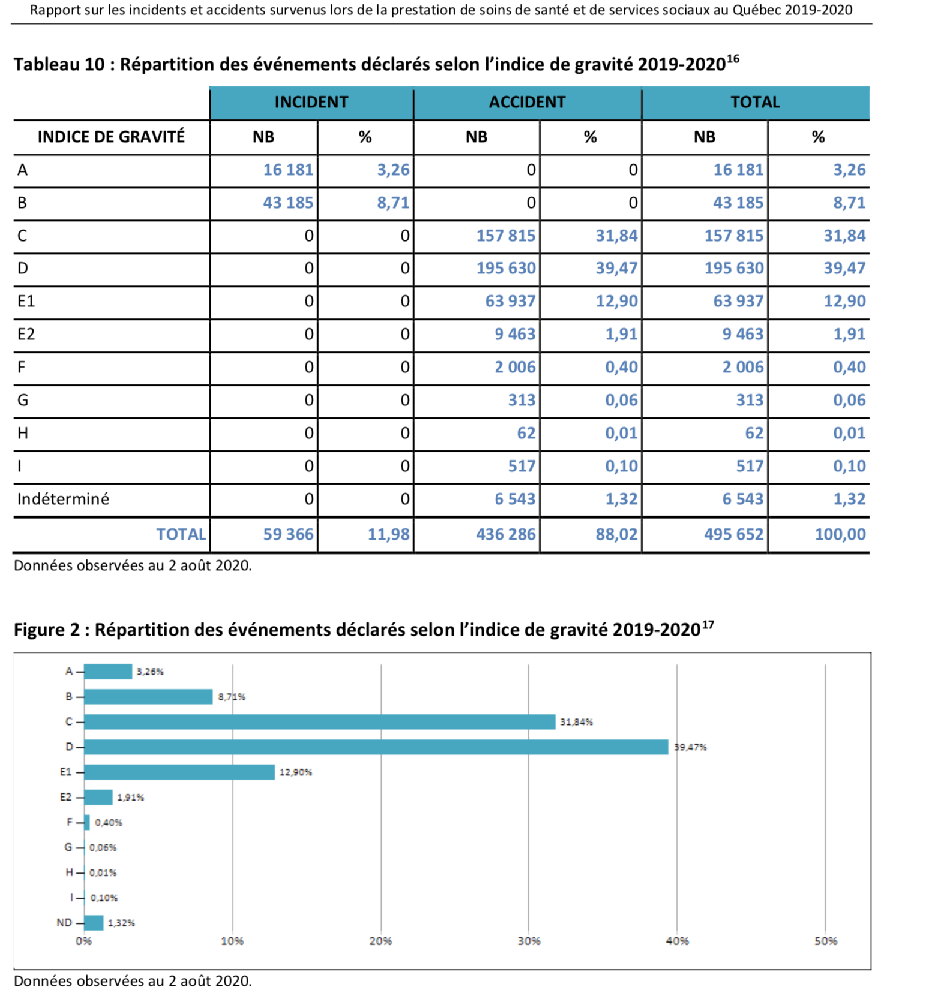 Rapport sur les incidents et accidents survenus lors de la prestation de soins de santé et de services sociaux au Québec 2019-2020
Tableau 10 : Répartition des événements déclarés selon l’indice de gravité 2019-2020¹⁶
INCIDENT ACCIDENT TOTAL
INDICE DE GRAVITÉ NB % NB % NB %
A 16 181 3,26 0 0 16 181 3,26
B 43 185 8,71 0 0 43 185 8,71
C 0 0 157 815 31,84 157 815 31,84
D 0 0 195 630 39,47 195 630 39,47
E1 0 0 63 937 12,90 63 937 12,90
E2 0 0 9 463 1,91 9 463 1,91
F 0 0 2 006 0,40 2 006 0,40
G 0 0 313 0,06 313 0,06
H 0 0 62 0,01 62 0,01
I 0 0 517 0,10 517 0,10
Indéterminé 0 0 6 543 1,32 6 543 1,32
TOTAL 59 366 11,98 436 286 88,02 495 652 100,00
Données observées au 2 août 2020.
Figure 2 : Répartition des événements déclarés selon l’indice de gravité 2019-2020¹⁷
A 3,26%
B 8,71%
C 31,84%
D 39,47%
E1 12,90%
E2 1,91%
F 0,40%
G 0,06%
H 0,01%
I 0,10%
ND 1,32%
0% 10% 20% 30% 40% 50%
Données observées au 2 août 2020.